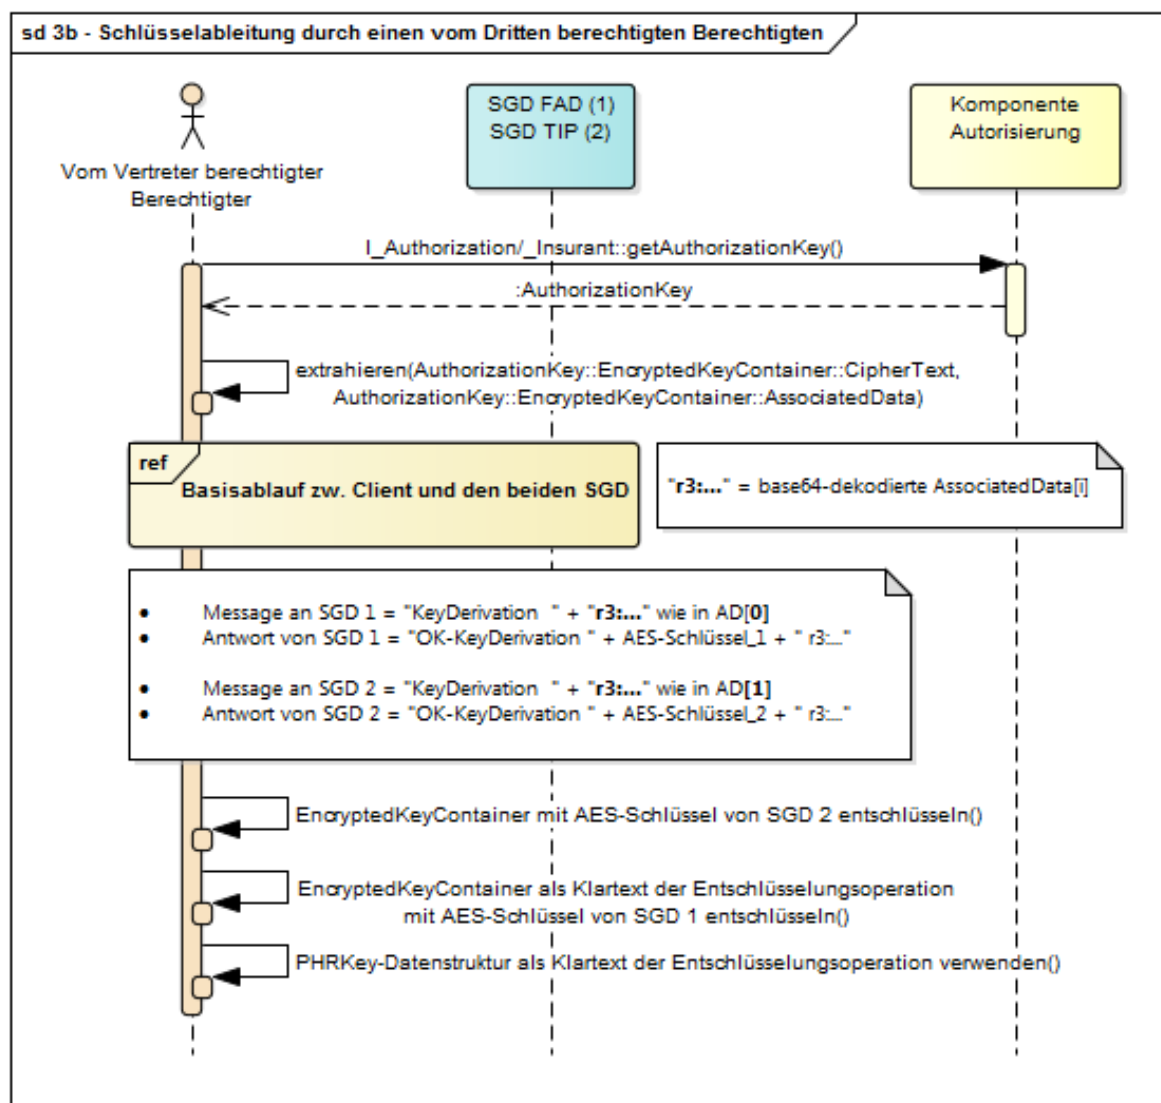 sd 3b - Schlüsselableitung durch einen vom Dritten berechtigten Berechtigten
SGD FAD (1)
SGD TIP (2)
Komponente
Autorisierung
Vom Vertreter berechtigter
Berechtigter
I_Authorization/_Insurant::getAuthorizationKey()
:AuthorizationKey
extrahieren(AuthorizationKey::EncryptedKeyContainer::CipherText,
AuthorizationKey::EncryptedKeyContainer::AssociatedData)
ref
Basisablauf zw. Client und den beiden SGD
"r3:..." = base64-dekodierte AssociatedData[i]
• Message an SGD 1 = "KeyDerivation " + "r3:..." wie in AD[0]
• Antwort von SGD 1 = "OK-KeyDerivation " + AES-Schlüssel_1 + " r3:..."
• Message an SGD 2 = "KeyDerivation " + "r3:..." wie in AD[1]
• Antwort von SGD 2 = "OK-KeyDerivation " + AES-Schlüssel_2 + " r3:..."
EncryptedKeyContainer mit AES-Schlüssel von SGD 2 entschlüsseln()
EncryptedKeyContainer als Klartext der Entschlüsselungsoperation
mit AES-Schlüssel von SGD 1 entschlüsseln()
PHRKey-Datenstruktur als Klartext der Entschlüsselungsoperation verwenden()